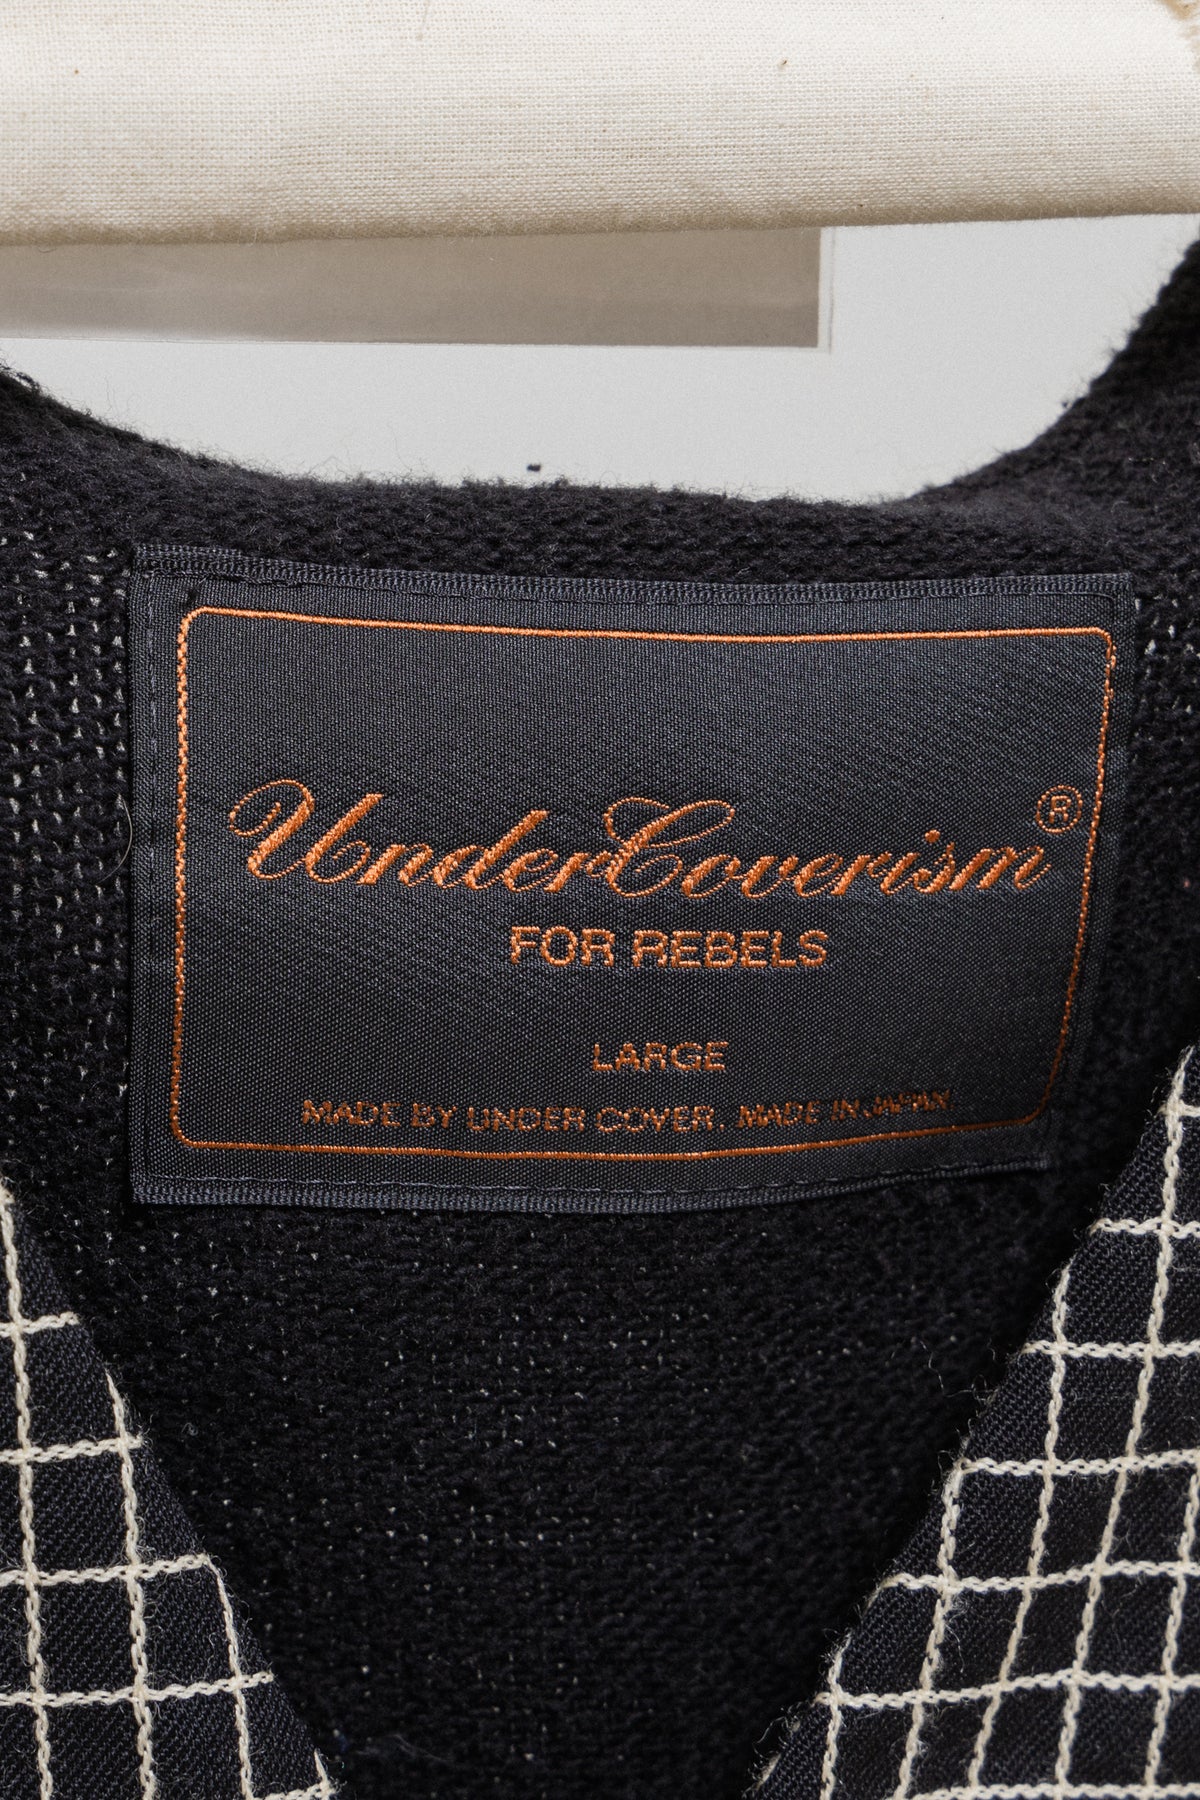 UnderCoverism®
FOR REBELS
LARGE
MADE BY UNDER COVER. MADE IN JAPAN